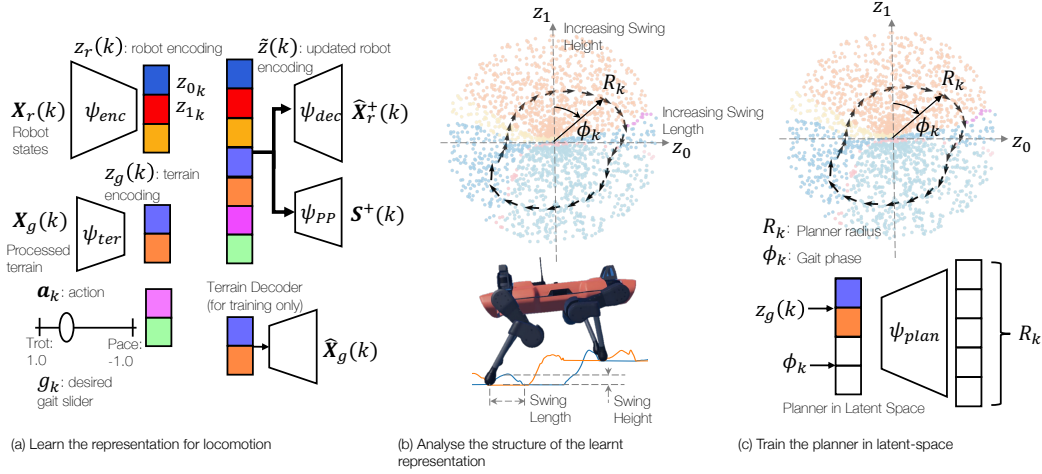 z_r(k): robot encoding
z̃(k): updated robot
encoding
z_{0_k}
z_{1_k}
X_r(k)
Robot
states
ψ_enc
ψ_dec
X̂_r^+(k)
z_g(k): terrain
encoding
X_g(k)
Processed
terrain
ψ_ter
ψ_PP
S^+(k)
a_k: action
Trot:
1.0
Pace:
-1.0
g_k: desired
gait slider
Terrain Decoder
(for training only)
X̂_g(k)
(a) Learn the representation for locomotion
z_1
Increasing Swing
Height
R_k
Increasing Swing
Length
ϕ_k
z_0
Swing
Length
Swing
Height
(b) Analyse the structure of the learnt
representation
z_1
R_k
ϕ_k
z_0
R_k: Planner radius
ϕ_k: Gait phase
z_g(k)
ψ_plan
R_k
ϕ_k
Planner in Latent Space
(c) Train the planner in latent-space